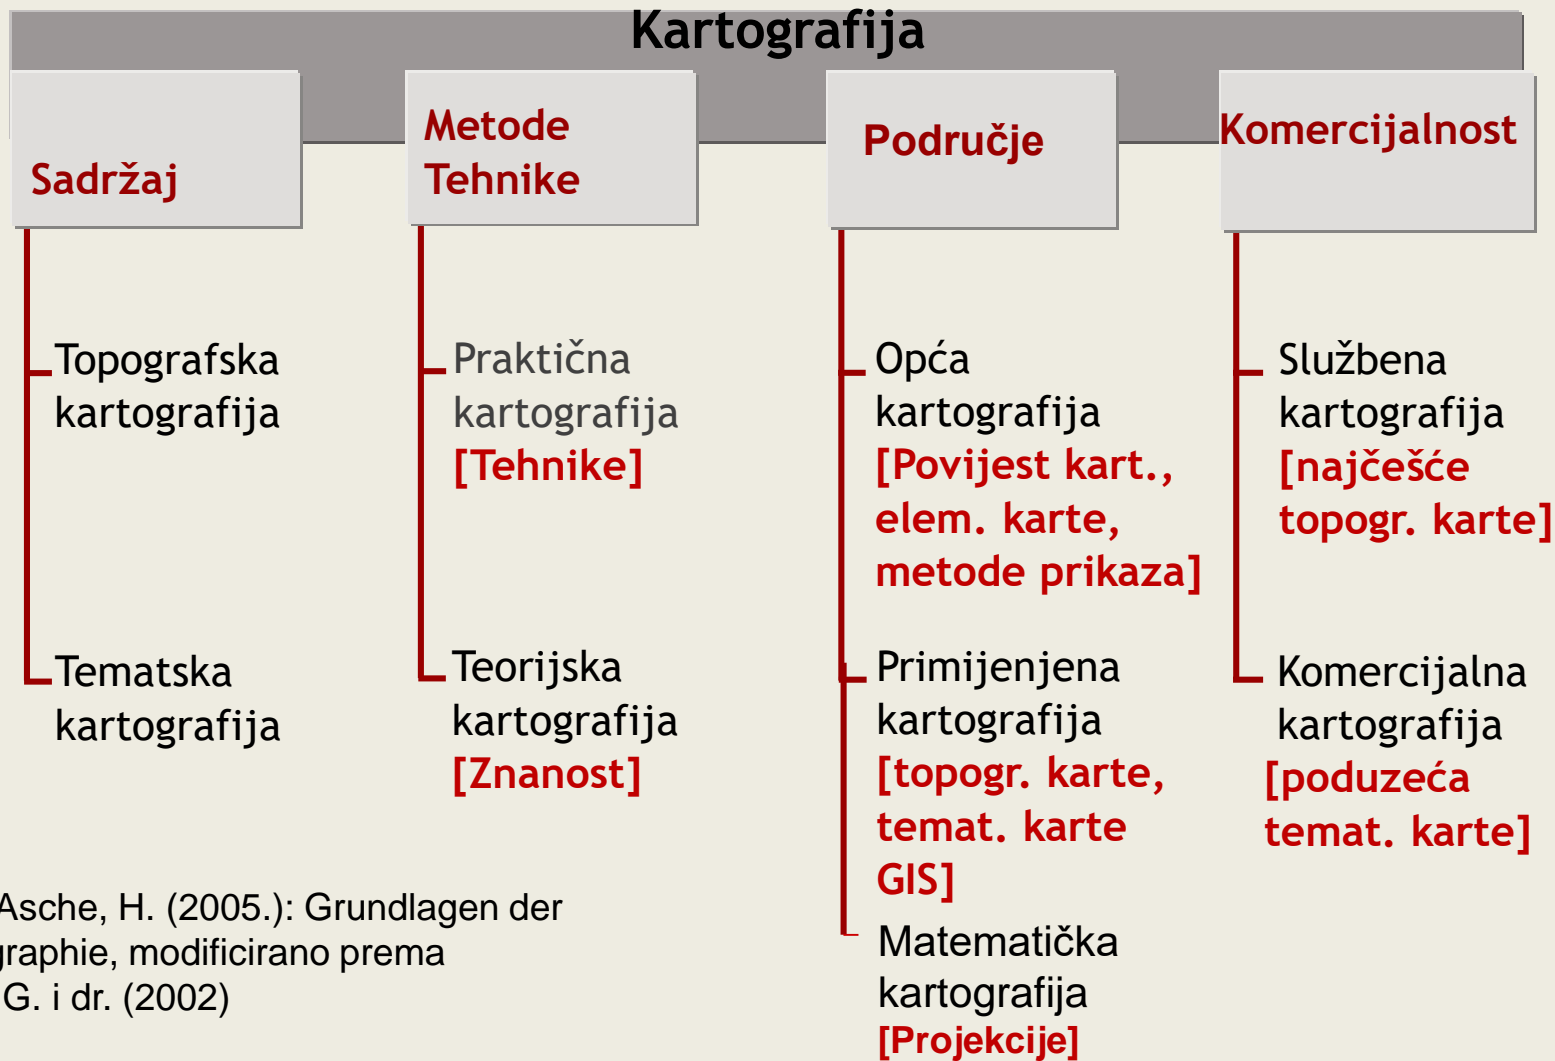 Kartografija
Sadržaj
Topografska
kartografija
Tematska
kartografija
Metode
Tehnike
Praktična
kartografija
[Tehnike]
Teorijska
kartografija
[Znanost]
Područje
Opća
kartografija
[Povijest kart.,
elem. karte,
metode prikaza]
Primijenjena
kartografija
[topogr. karte,
temat. karte
GIS]
Matematička
kartografija
[Projekcije]
Komercijalnost
Službena
kartografija
[najčešće
topogr. karte]
Komercijalna
kartografija
[poduzeća
temat. karte]
Asche, H. (2005.): Grundlagen der
graphie, modificirano prema
G. i dr. (2002)